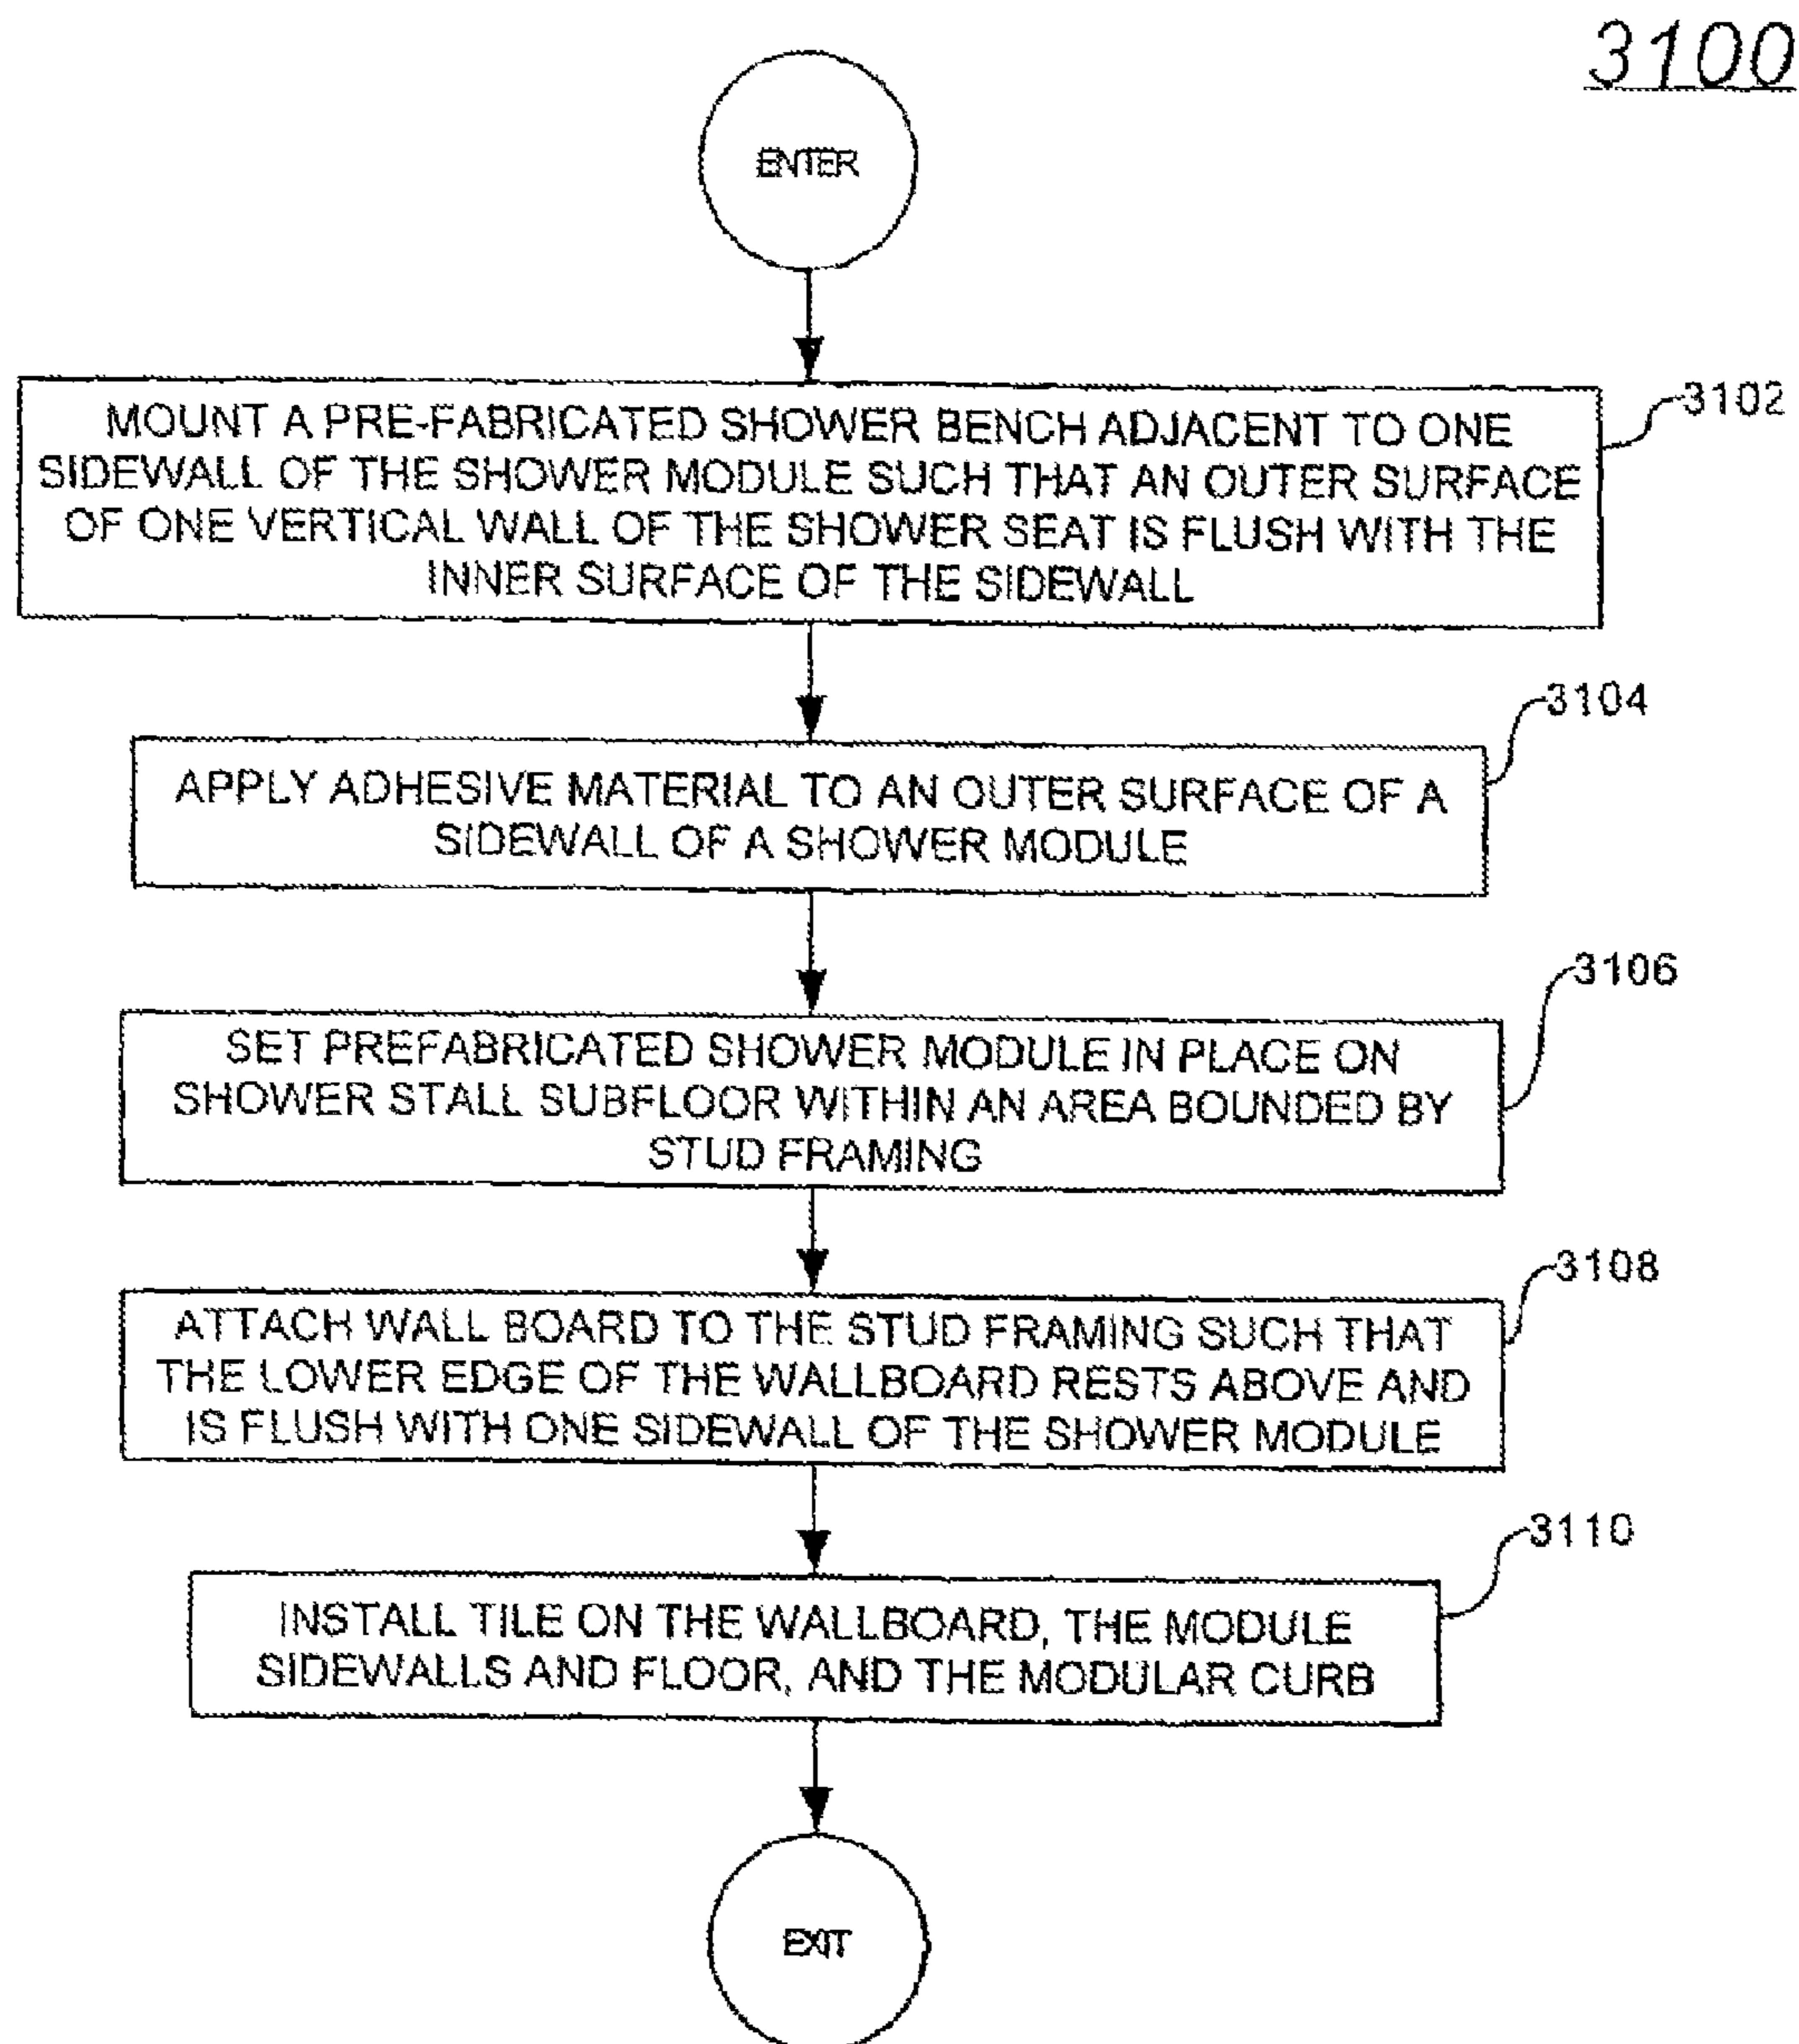 3100
ENTER
MOUNT A PRE-FABRICATED SHOWER BENCH ADJACENT TO ONE
SIDEWALL OF THE SHOWER MODULE SUCH THAT AN OUTER SURFACE
OF ONE VERTICAL WALL OF THE SHOWER SEAT IS FLUSH WITH THE
INNER SURFACE OF THE SIDEWALL
3102
APPLY ADHESIVE MATERIAL TO AN OUTER SURFACE OF A
SIDEWALL OF A SHOWER MODULE
3104
SET PREFABRICATED SHOWER MODULE IN PLACE ON
SHOWER STALL SUBFLOOR WITHIN AN AREA BOUNDED BY
STUD FRAMING
3106
ATTACH WALL BOARD TO THE STUD FRAMING SUCH THAT
THE LOWER EDGE OF THE WALLBOARD RESTS ABOVE AND
IS FLUSH WITH ONE SIDEWALL OF THE SHOWER MODULE
3108
INSTALL TILE ON THE WALLBOARD, THE MODULE
SIDEWALLS AND FLOOR, AND THE MODULAR CURB
3110
EXIT